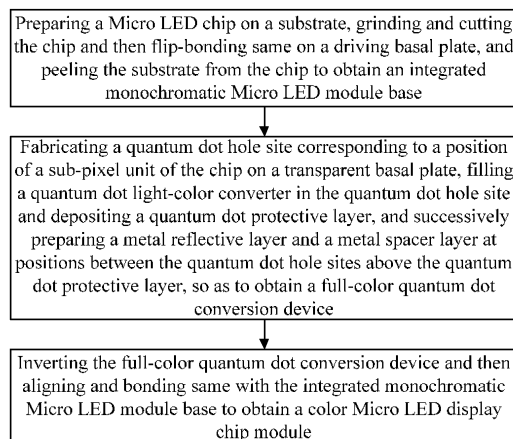 Preparing a Micro LED chip on a substrate, grinding and cutting
the chip and then flip-bonding same on a driving basal plate, and
peeling the substrate from the chip to obtain an integrated
monochromatic Micro LED module base
Fabricating a quantum dot hole site corresponding to a position
of a sub-pixel unit of the chip on a transparent basal plate, filling
a quantum dot light-color converter in the quantum dot hole site
and depositing a quantum dot protective layer, and successively
preparing a metal reflective layer and a metal spacer layer at
positions between the quantum dot hole sites above the quantum
dot protective layer, so as to obtain a full-color quantum dot
conversion device
Inverting the full-color quantum dot conversion device and then
aligning and bonding same with the integrated monochromatic
Micro LED module base to obtain a color Micro LED display
chip module